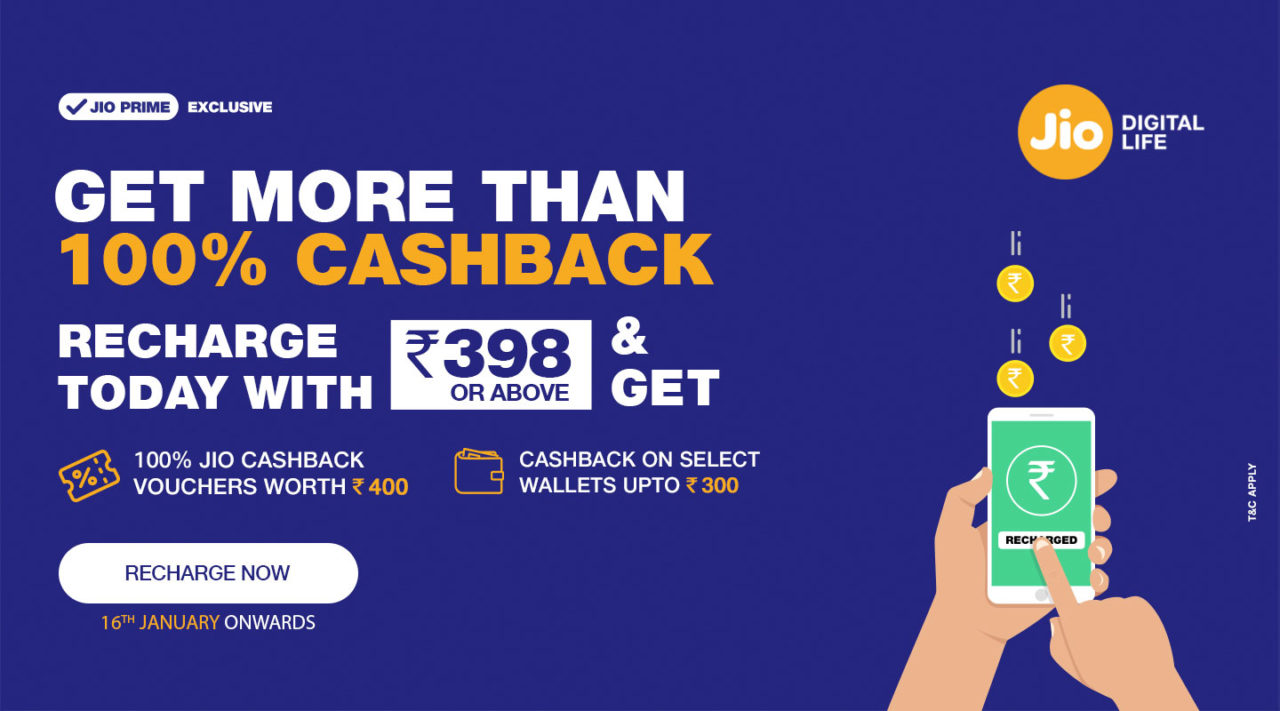 JIO PRIME EXCLUSIVE
Jio DIGITAL
LIFE
GET MORE THAN
100% CASHBACK
RECHARGE
TODAY WITH
₹398
OR ABOVE
&
GET
100% JIO CASHBACK
VOUCHERS WORTH ₹ 400
CASHBACK ON SELECT
WALLETS UPTO ₹ 300
RECHARGE NOW
16TH JANUARY ONWARDS
₹
₹
₹
₹
RECHARGED
T&C APPLY